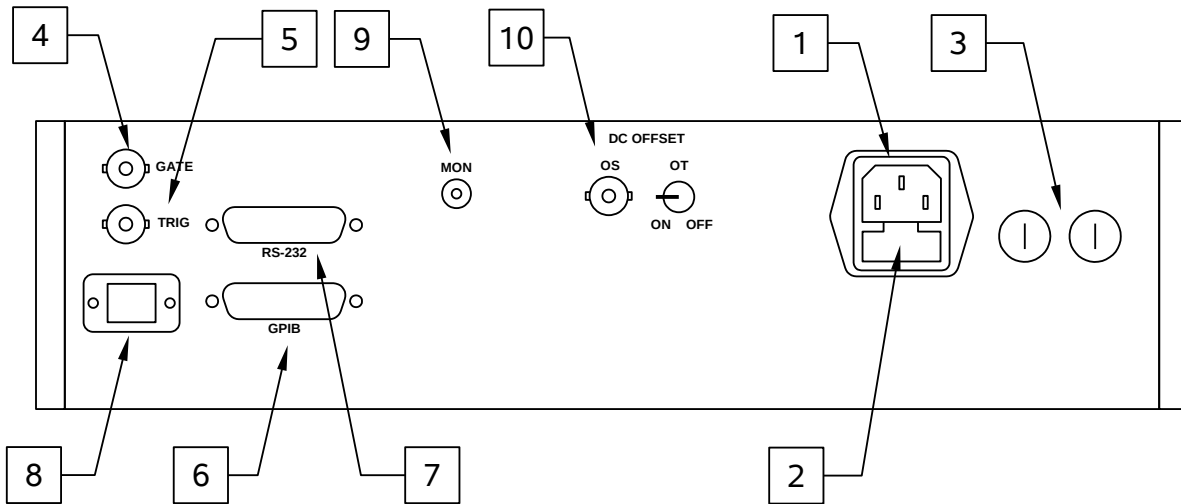 4
5
9
10
1
3
DC OFFSET
GATE
MON
OS
OT
TRIG
ON
OFF
RS-232
GPIB
8
6
7
2